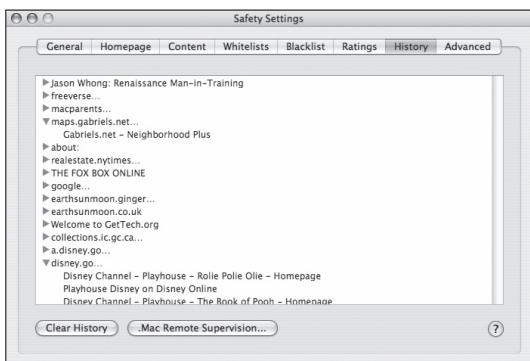 Safety Settings
General Homepage Content Whitelists Blacklist Ratings History Advanced
Jason Whong: Renaissance Man-in-Training
freeverse...
macparents...
maps.gabriels.net...
Gabriels.net – Neighborhood Plus
about:
realestate.nytimes...
THE FOX BOX ONLINE
google...
earthsunmoon.ginger...
earthsunmoon.co.uk
Welcome to GetTech.org
collections.ic.gc.ca...
a.disney.go...
disney.go...
Disney Channel – Playhouse – Rolie Polie Olie – Homepage
Playhouse Disney on Disney Online
Disney Channel – Playhouse – The Book of Pooh – Homepage
Clear History .Mac Remote Supervision... ?